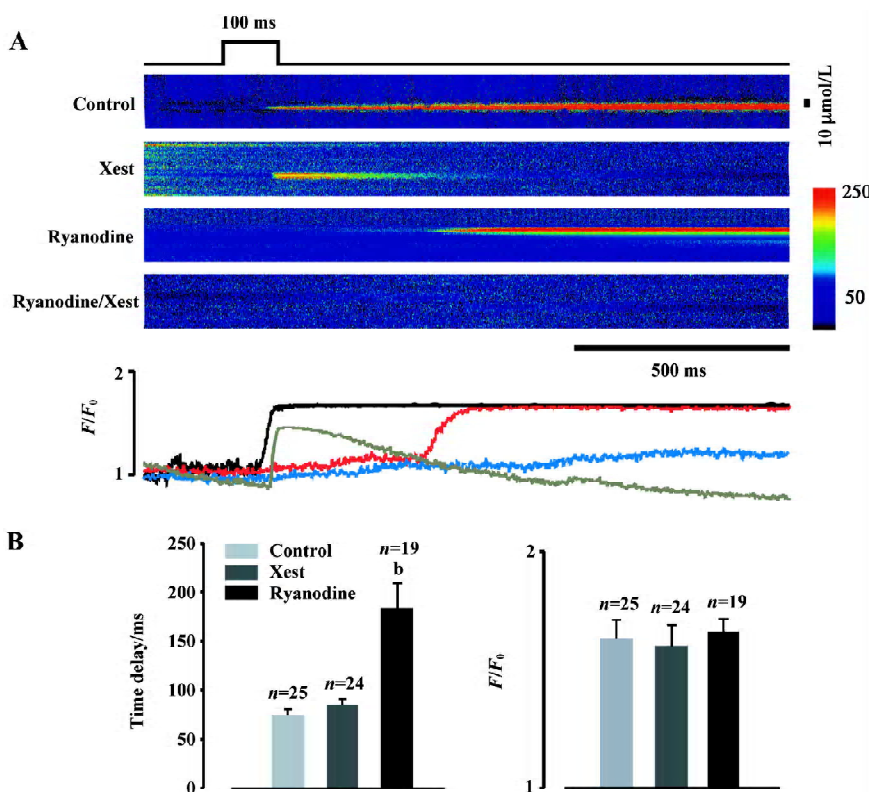 A
100 ms
Control
Xest
Ryanodine
Ryanodine/Xest
10 μmol/L
250
50
500 ms
2
F/F₀
1
B
250
200
150
100
50
0
Time delay/ms
Control
Xest
Ryanodine
n=25
n=24
n=19
b
2
F/F₀
1
n=25
n=24
n=19